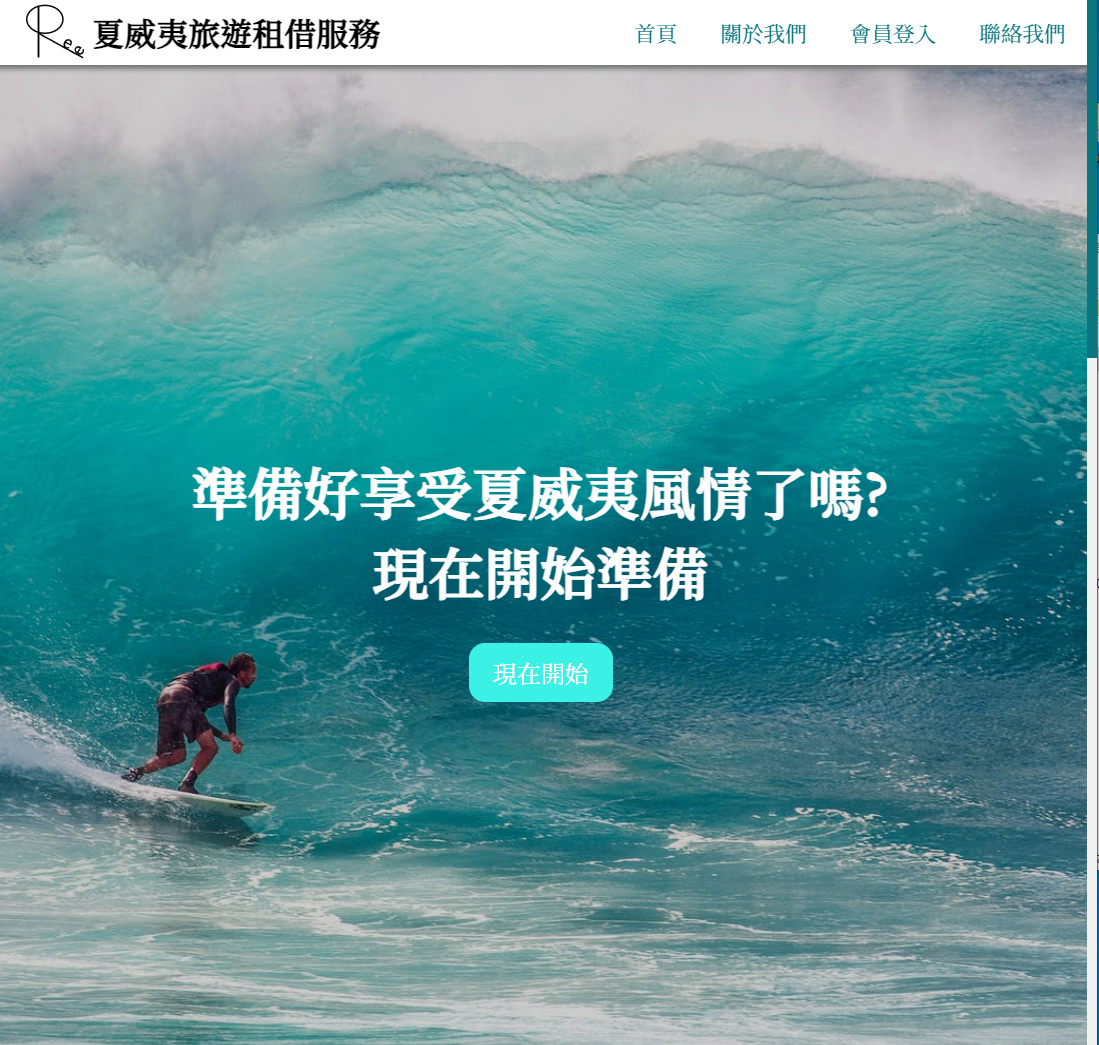 Ree 夏威夷旅遊租借服務
首頁 關於我們 會員登入 聯絡我們
準備好享受夏威夷風情了嗎?
現在開始準備
現在開始